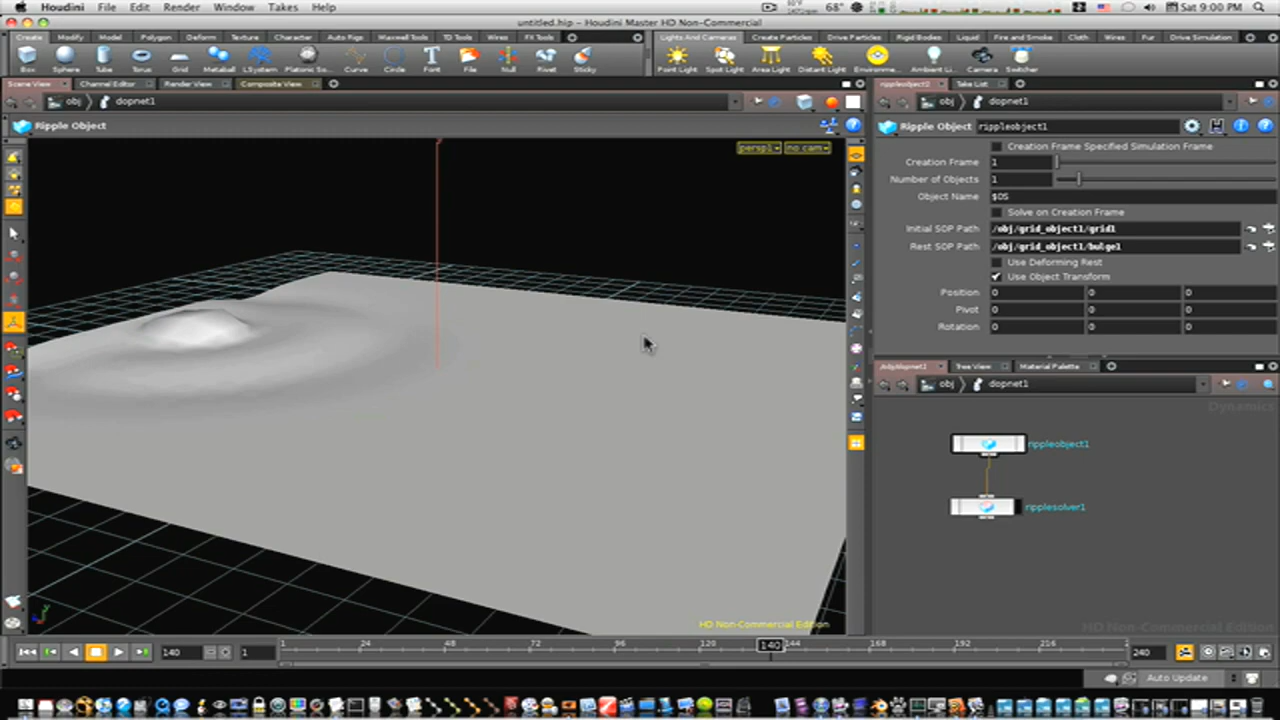 Houdini File Edit Render Window Takes Help
68° Sat 9:00 PM
untitled.hip - Houdini Master HD Non-Commercial
Create Modify Model Polygon Deform Texture Character Auto Rigs Maxwell Tools TD Tools Wires FX Tools
Lights And Cameras Create Particles Drive Particles Rigid Bodies Liquid Fire and Smoke Cloth Wires Fur Drive Simulation
Box Sphere Tube Torus Grid Metaball LSystem Platonic So... Curve Circle Font File Null Rivet Sticky
Point Light Spot Light Area Light Distant Light Environme... Ambient Li... Camera Switcher
Scene View Channel Editor Render View Composite View
rippleobject1 Take List
obj dopnet1
obj dopnet1
Ripple Object
Ripple Object rippleobject1
persp1 no cam
Creation Frame Specified Simulation Frame
Creation Frame 1
Number of Objects 1
Object Name $OS
Solve on Creation Frame
Initial SOP Path /obj/grid_object1/grid1
Rest SOP Path /obj/grid_object1/bulge1
Use Deforming Rest
Use Object Transform
Position 0 0 0
Pivot 0 0 0
Rotation 0 0 0
/obj/dopnet1 Tree View Material Palette
obj dopnet1
Dynamics
rippleobject1
ripplesolver1
HD Non-Commercial Edition
HD Non-Commercial Edition
140 1 1 24 48 72 96 120 140 144 168 192 216 240
Auto Update